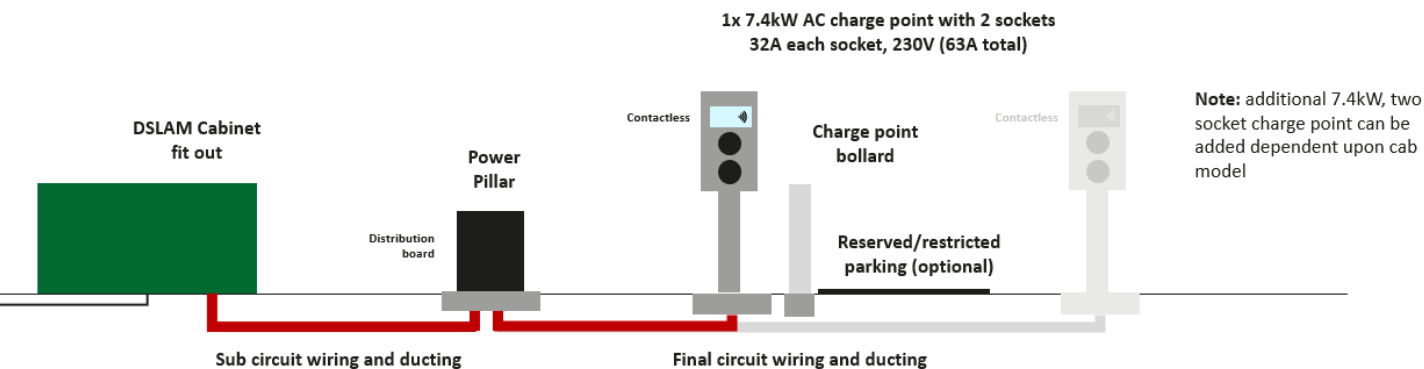 1x 7.4kW AC charge point with 2 sockets
32A each socket, 230V (63A total)
DSLAM Cabinet
fit out
Power
Pillar
Distribution
board
Contactless
Charge point
bollard
Reserved/restricted
parking (optional)
Contactless
Note: additional 7.4kW, two
socket charge point can be
added dependent upon cab
model
Sub circuit wiring and ducting
Final circuit wiring and ducting